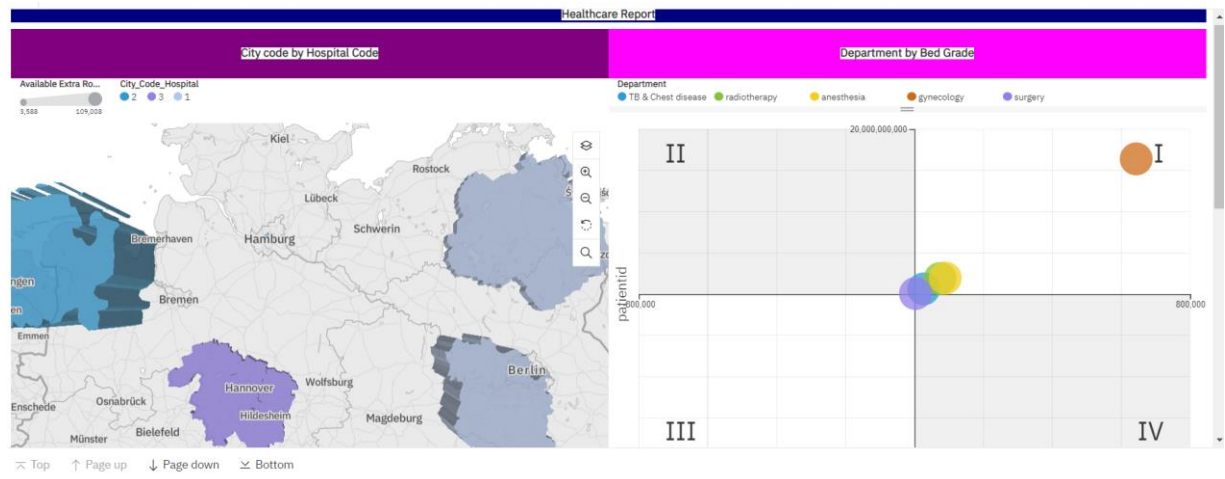 Healthcare Report
City code by Hospital Code
Department by Bed Grade
Available Extra Ro...
City_Code_Hospital
3,588
109,008
2
3
1
Department
TB & Chest disease
radiotherapy
anesthesia
gynecology
surgery
Kiel
Rostock
Lübeck
Schwerin
Bremerhaven
Hamburg
Bremen
Emmen
Berlin
Hannover
Wolfsburg
Enschede
Osnabrück
Hildesheim
Magdeburg
Bielefeld
Münster
20,000,000,000
II
I
patientid
800,000
III
IV
Top
Page up
Page down
Bottom